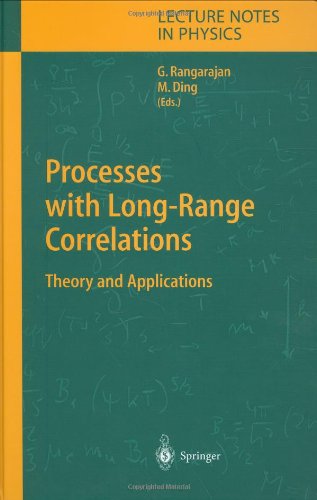 LECTURE NOTES
IN PHYSICS
G. Rangarajan
M. Ding
(Eds.)
Processes
with Long-Range
Correlations
Theory and Applications
Springer